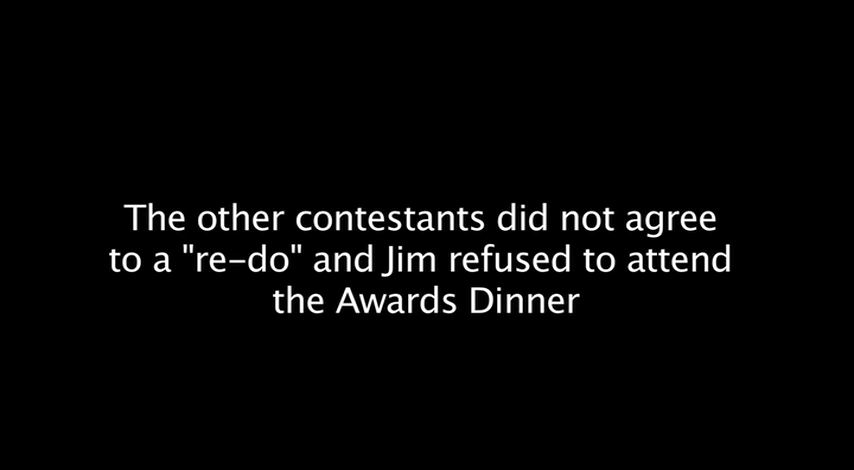 The other contestants did not agree
to a "re-do" and Jim refused to attend
the Awards Dinner